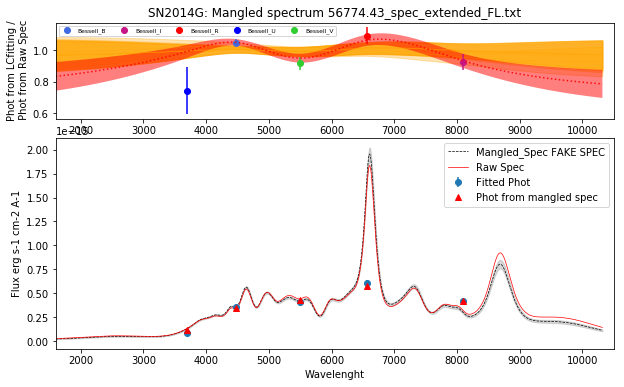 SN2014G: Mangled spectrum 56774.43_spec_extended_FL.txt
Phot from LCfitting /
Phot from Raw Spec
Bessell_B Bessell_I Bessell_R Bessell_U Bessell_V
1.0
0.8
0.6
2000 3000 4000 5000 6000 7000 8000 9000 10000
Flux erg s-1 cm-2 A-1
2.00
1.75
1.50
1.25
1.00
0.75
0.50
0.25
0.00
Mangled_Spec FAKE SPEC
Raw Spec
Fitted Phot
Phot from mangled spec
2000 3000 4000 5000 6000 7000 8000 9000 10000
Wavelenght